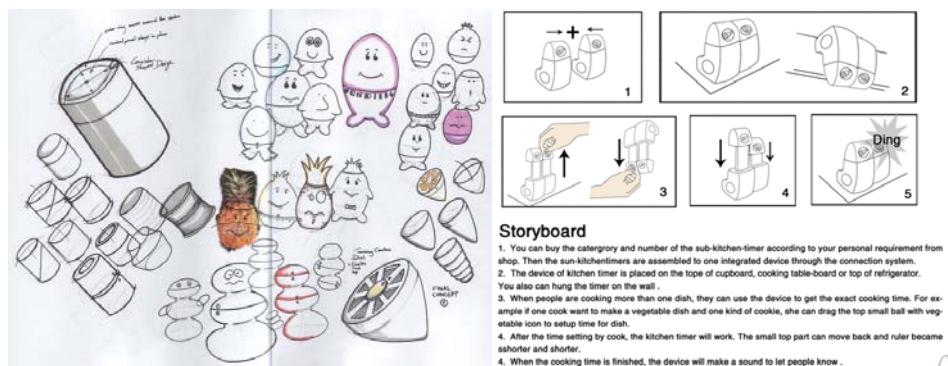 FINAL
CONCEPT
1
2
3
4
5
Ding
Storyboard
1. You can buy the catergrory and number of the sub-kitchen-timer according to your personal requirement from
shop. Then the sun-kitchentimers are assembled to one integrated device through the connection system.
2. The device of kitchen timer is placed on the tope of cupboard, cooking table-board or top of refrigerator.
You also can hung the timer on the wall .
3. When people are cooking more than one dish, they can use the device to get the exact cooking time. For ex-
ample if one cook want to make a vegetable dish and one kind of cookie, she can drag the top small ball with veg-
etable icon to setup time for dish.
4. After the time setting by cook, the kitchen timer will work. The small top part can move back and ruler became
sshorter and shorter.
4. When the cooking time is finished, the device will make a sound to let people know .